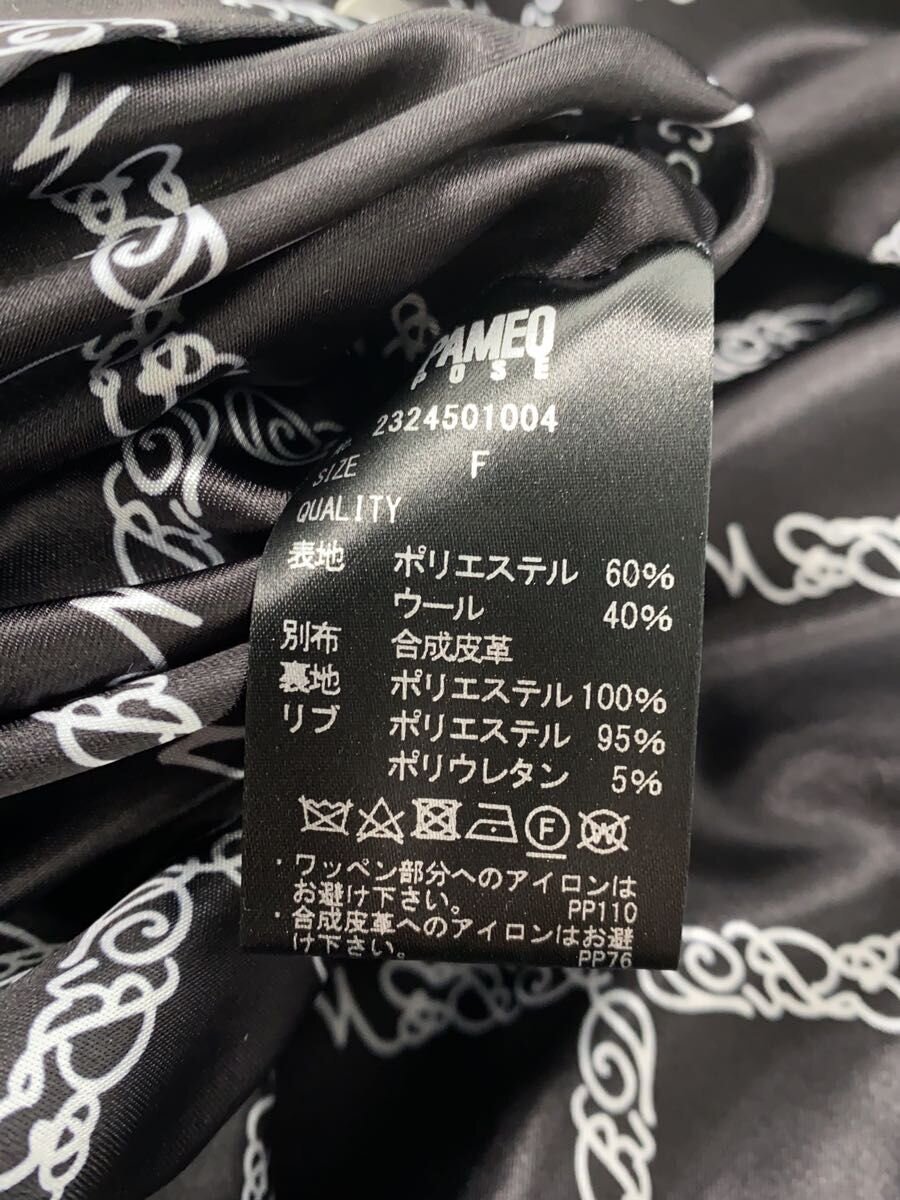 PAMEO
POSE
2324501004
SIZE F
QUALITY
表地 ポリエステル 60%
ウール 40%
別布 合成皮革
裏地 ポリエステル 100%
リブ ポリエステル 95%
ポリウレタン 5%
F
W
・ワッペン部分へのアイロンは
お避け下さい。 PP110
・合成皮革へのアイロンはお避
け下さい。 PP76